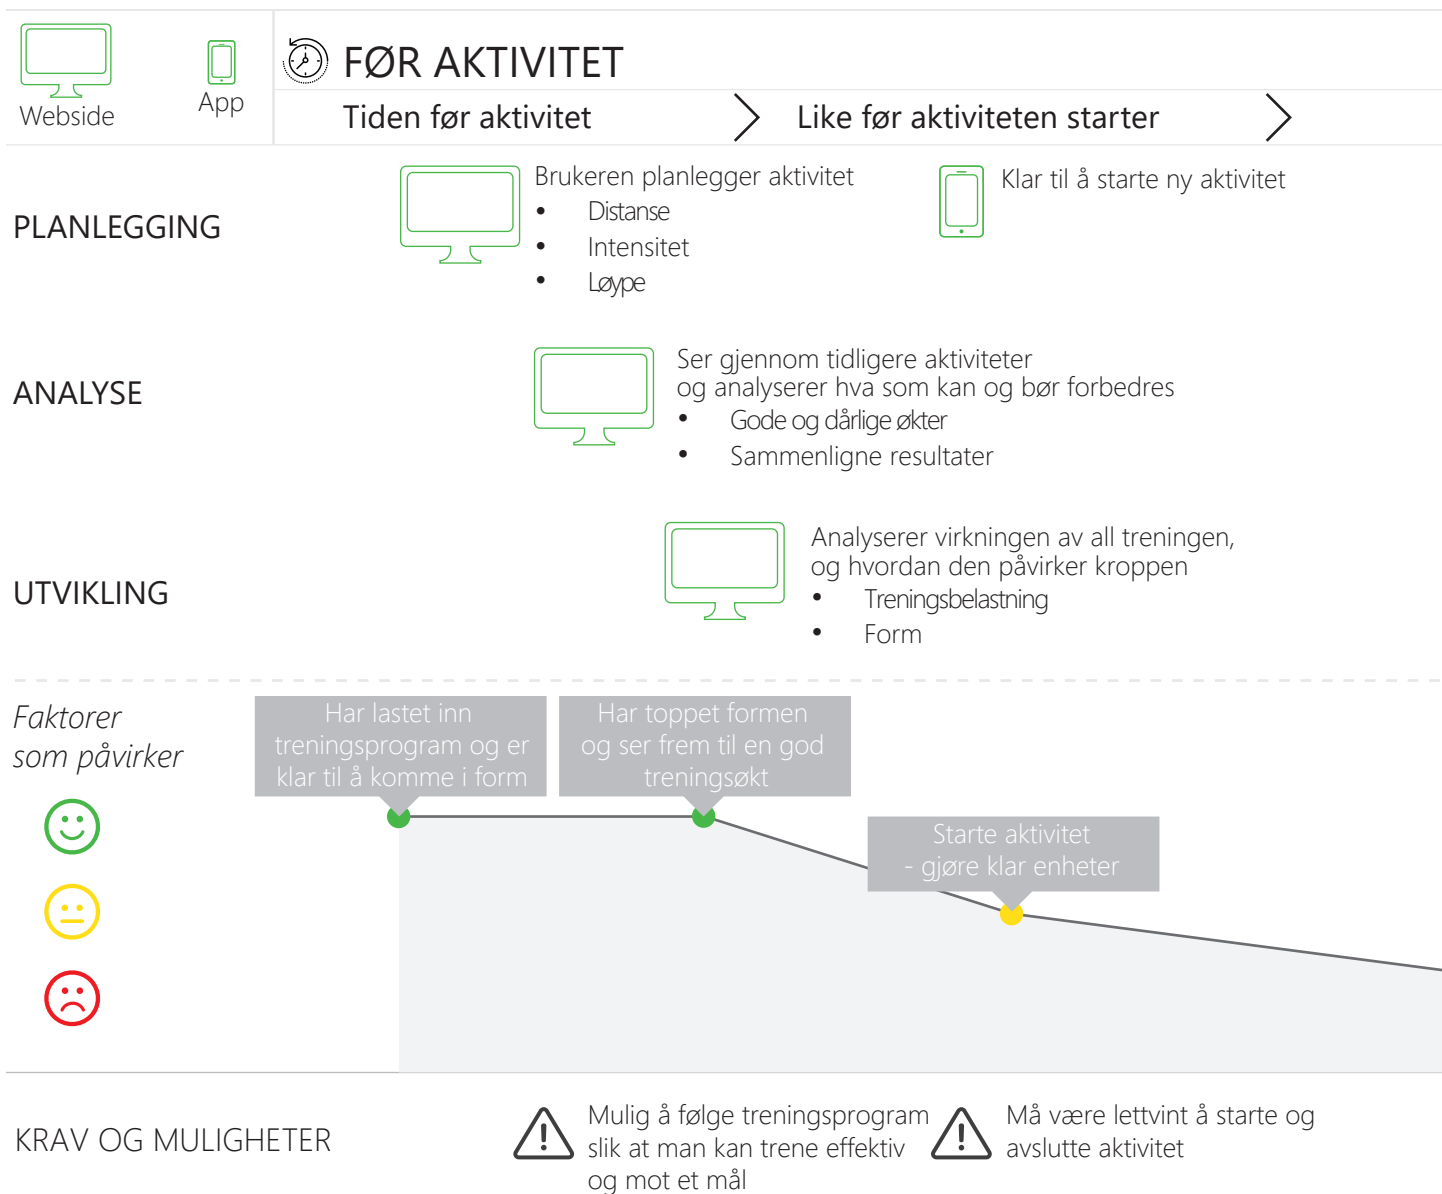 Webside
App
FØR AKTIVITET
Tiden før aktivitet
Like før aktiviteten starter
PLANLEGGING
Brukeren planlegger aktivitet
• Distanse
• Intensitet
• Løype
Klar til å starte ny aktivitet
ANALYSE
Ser gjennom tidligere aktiviteter
og analyserer hva som kan og bør forbedres
• Gode og dårlige økter
• Sammenligne resultater
UTVIKLING
Analyserer virkningen av all treningen,
og hvordan den påvirker kroppen
• Treningsbelastning
• Form
Faktorer
som påvirker
Har lastet inn
treningsprogram og er
klar til å komme i form
Har toppet formen
og ser frem til en god
treningsøkt
Starte aktivitet
- gjøre klar enheter
KRAV OG MULIGHETER
Mulig å følge treningsprogram
slik at man kan trene effektiv
og mot et mål
Må være lettvint å starte og
avslutte aktivitet